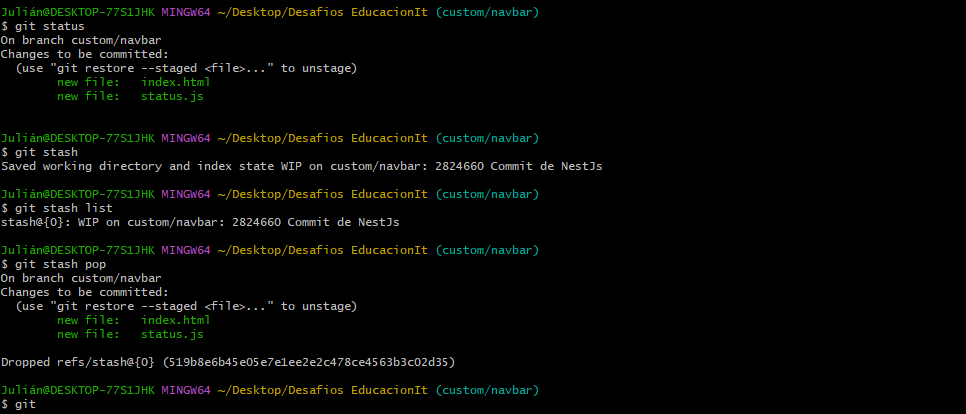 Julián@DESKTOP-77S1JHK MINGW64 ~/Desktop/Desafios EducacionIt (custom/navbar)
$ git status
On branch custom/navbar
Changes to be committed:
  (use "git restore --staged <file>..." to unstage)
        new file:   index.html
        new file:   status.js
Julián@DESKTOP-77S1JHK MINGW64 ~/Desktop/Desafios EducacionIt (custom/navbar)
$ git stash
Saved working directory and index state WIP on custom/navbar: 2824660 Commit de NestJs
Julián@DESKTOP-77S1JHK MINGW64 ~/Desktop/Desafios EducacionIt (custom/navbar)
$ git stash list
stash@{0}: WIP on custom/navbar: 2824660 Commit de NestJs
Julián@DESKTOP-77S1JHK MINGW64 ~/Desktop/Desafios EducacionIt (custom/navbar)
$ git stash pop
On branch custom/navbar
Changes to be committed:
  (use "git restore --staged <file>..." to unstage)
        new file:   index.html
        new file:   status.js
Dropped refs/stash@{0} (519b8e6b45e05e7e1ee2e2c478ce4563b3c02d35)
Julián@DESKTOP-77S1JHK MINGW64 ~/Desktop/Desafios EducacionIt (custom/navbar)
$ git